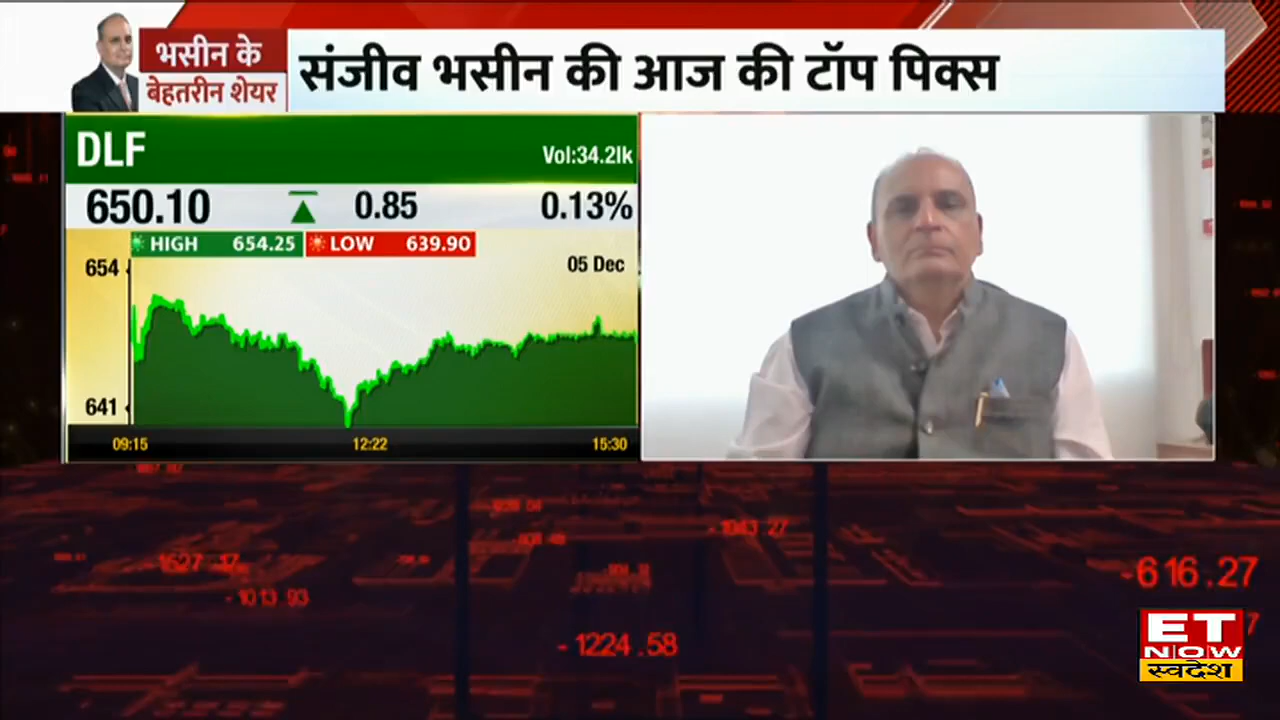 भसीन के
बेहतरीन शेयर
संजीव भसीन की आज की टॉप पिक्स
DLF
Vol:34.2lk
650.10 0.85 0.13%
HIGH 654.25 LOW 639.90
05 Dec
654
641
09:15 12:22 15:30
-1043 27
-1013 93
-616.27
-1224.58
ET
NOW
स्वदेश